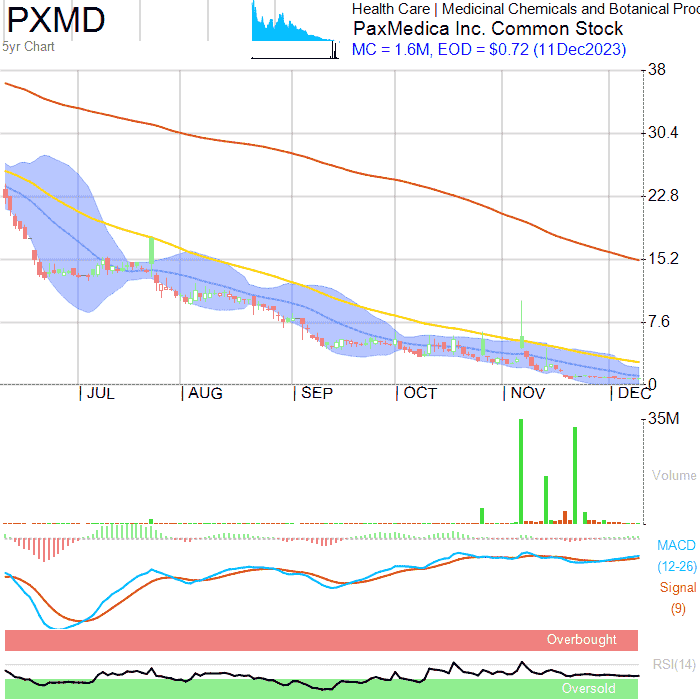 PXMD
5yr Chart
Health Care | Medicinal Chemicals and Botanical Pro
PaxMedica Inc. Common Stock
MC = 1.6M, EOD = $0.72 (11Dec2023)
38
30.4
22.8
15.2
7.6
0
JUL AUG SEP OCT NOV DEC
35M
Volume
MACD
(12-26)
Signal
(9)
Overbought
RSI(14)
Oversold